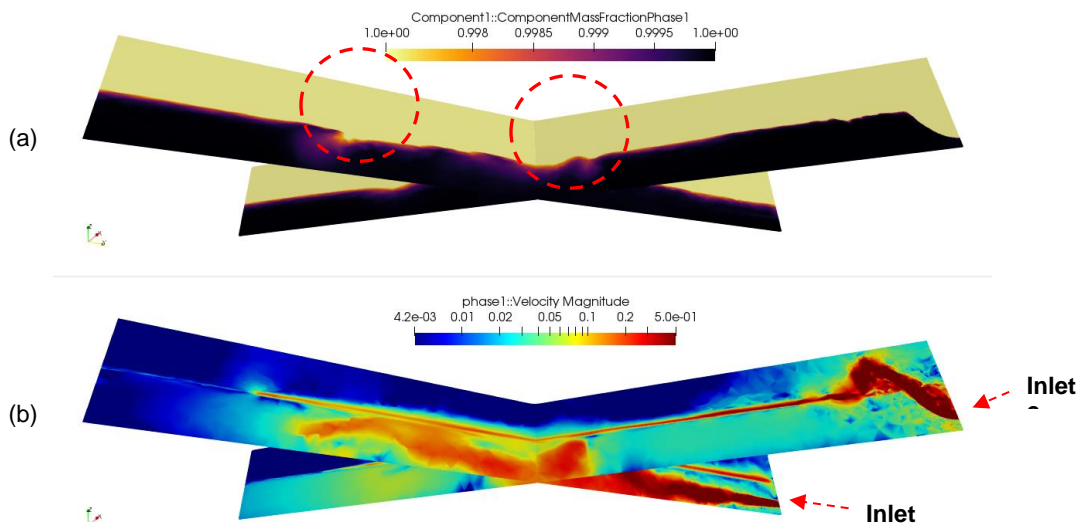 Component1::ComponentMassFractionPhase1
1.0e+00 0.998 0.9985 0.999 0.9995 1.0e+00
(a)
phase1::Velocity Magnitude
4.2e-03 0.01 0.02 0.05 0.1 0.2 5.0e-01
Inlet
(b)
Inlet